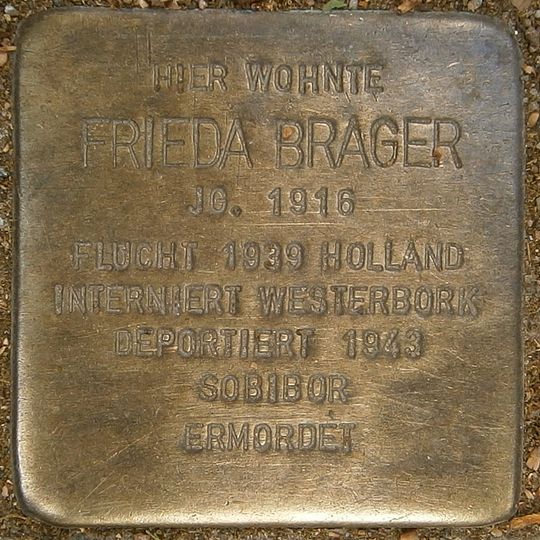 HIER WOHNTE
FRIEDA BRAGER
JG. 1916
FLUCHT 1939 HOLLAND
INTERNIERT WESTERBORK
DEPORTIERT 1943
SOBIBOR
ERMORDET